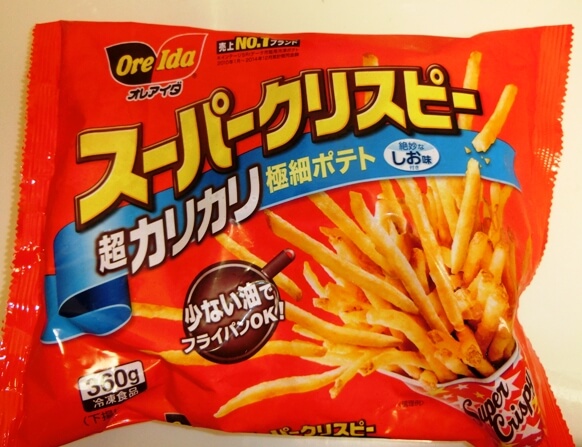 Ore Ida
オレアイダ
売上NO.1ブランド
スーパークリスピー
超カリカリ
極細ポテト
絶妙な
しお味
付き
少ない油で
フライパンOK!
360g
冷凍食品
Super
Crispy
スーパークリスピー